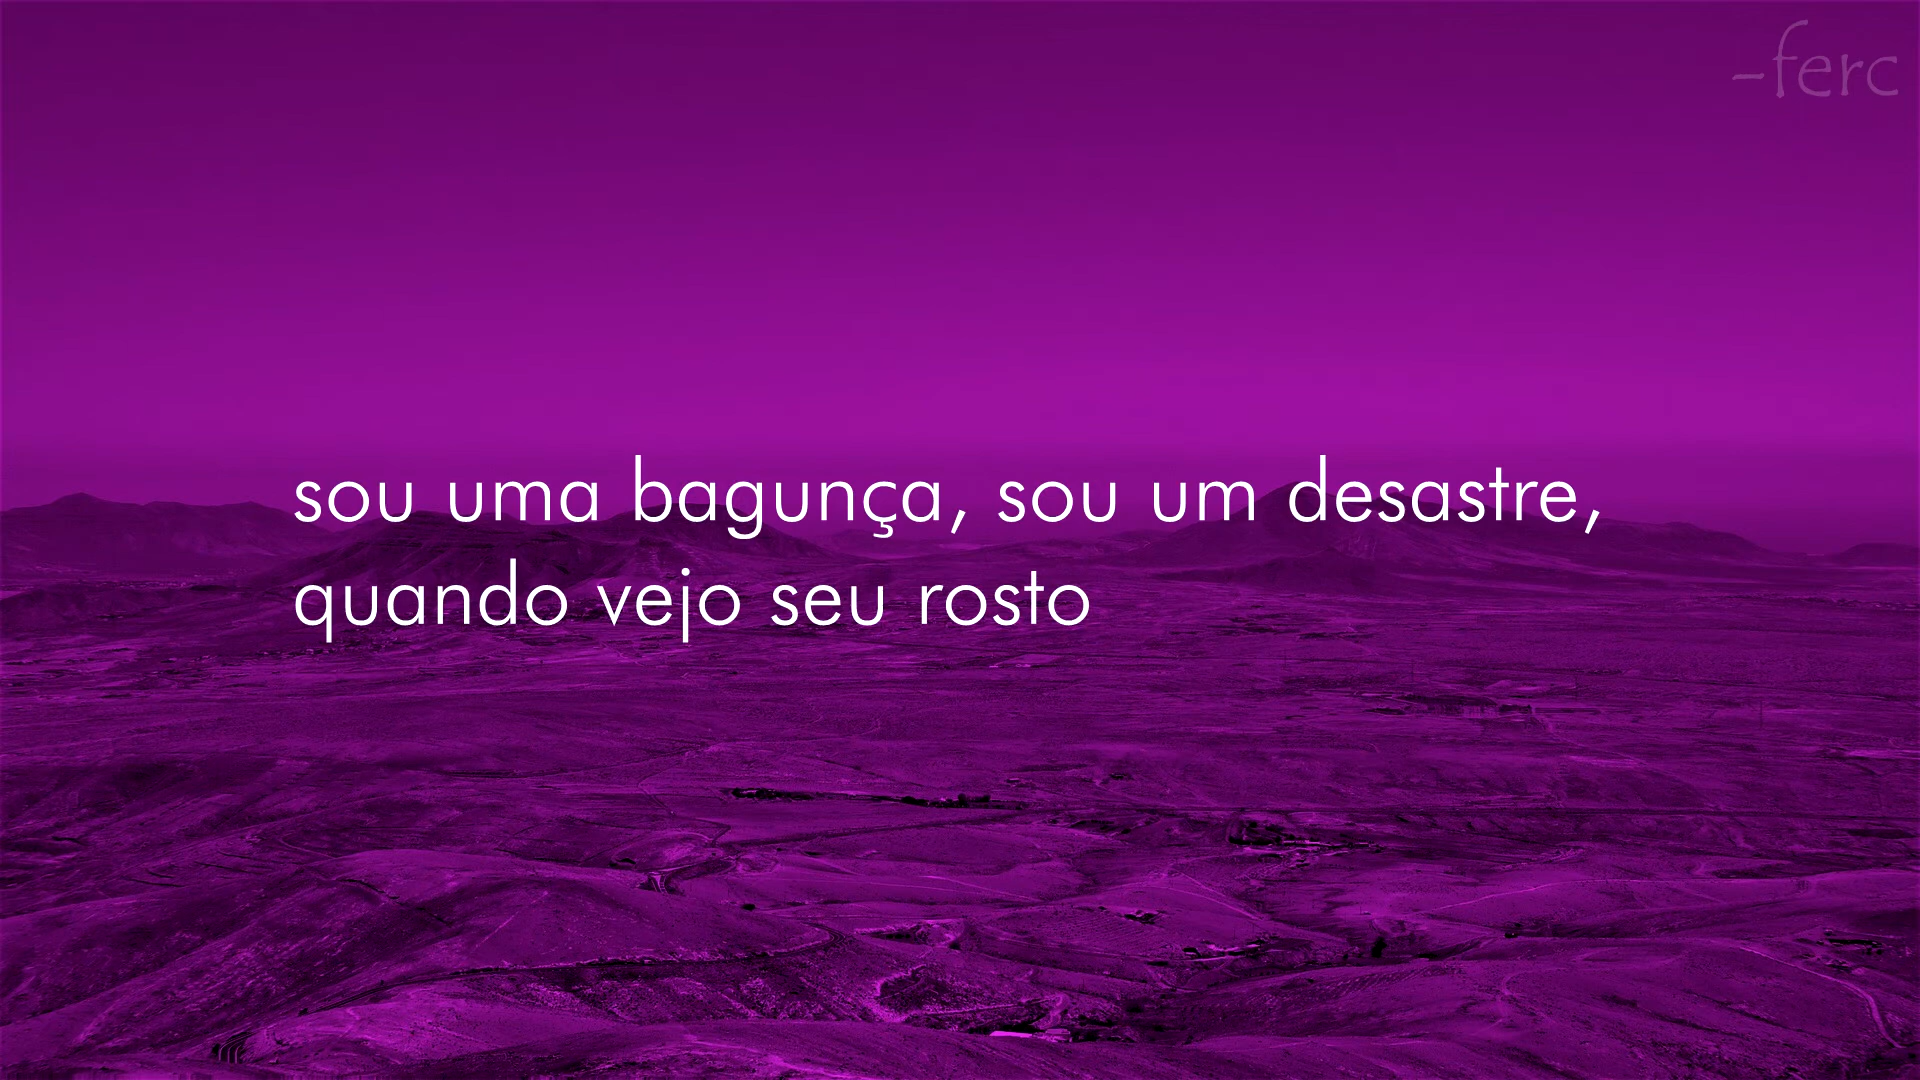 -ferc
sou uma bagunça, sou um desastre,
quando vejo seu rosto